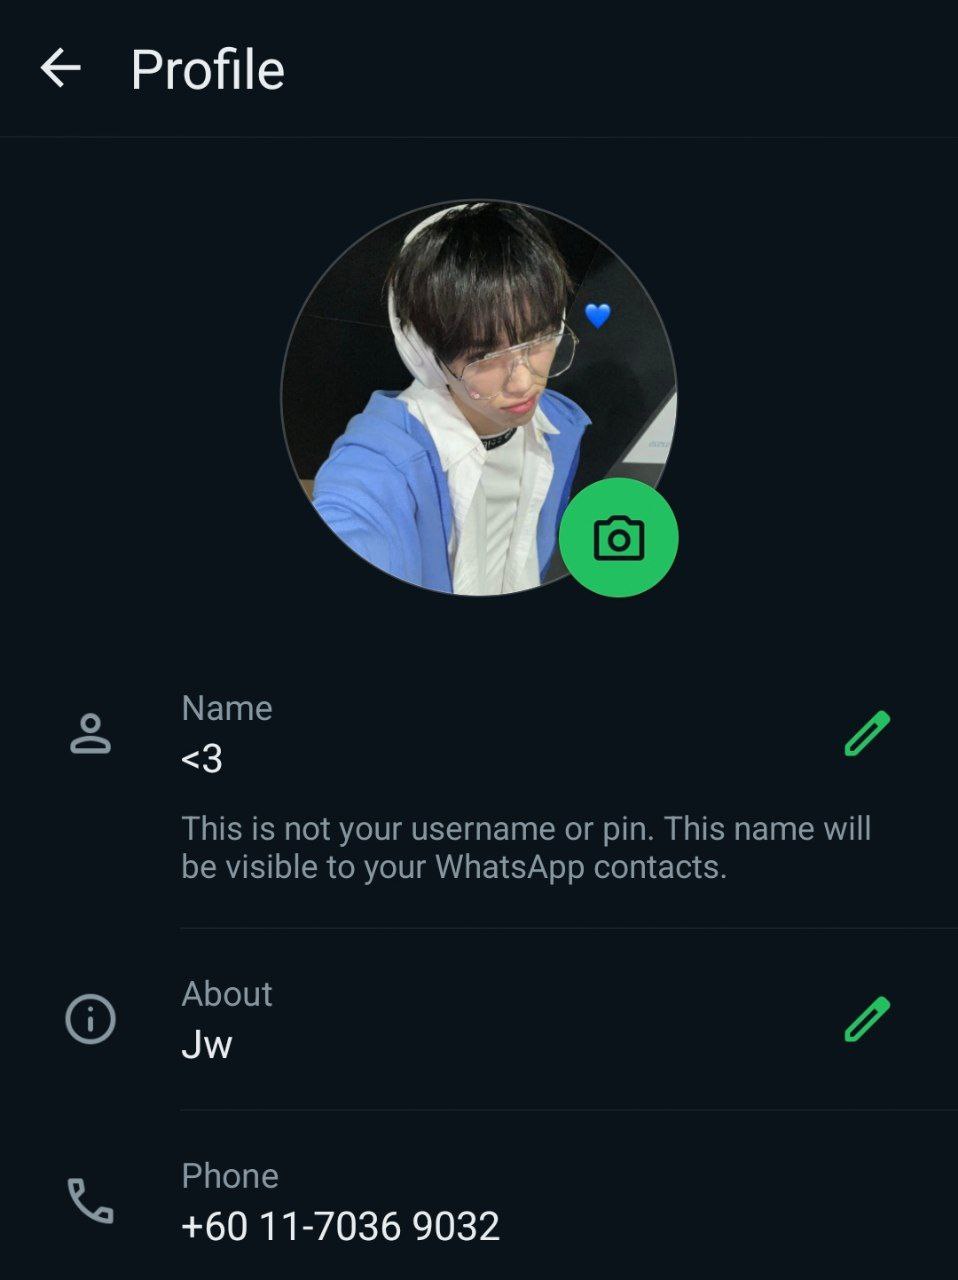 Profile
Name
<3
This is not your username or pin. This name will
be visible to your WhatsApp contacts.
About
Jw
Phone
+60 11-7036 9032